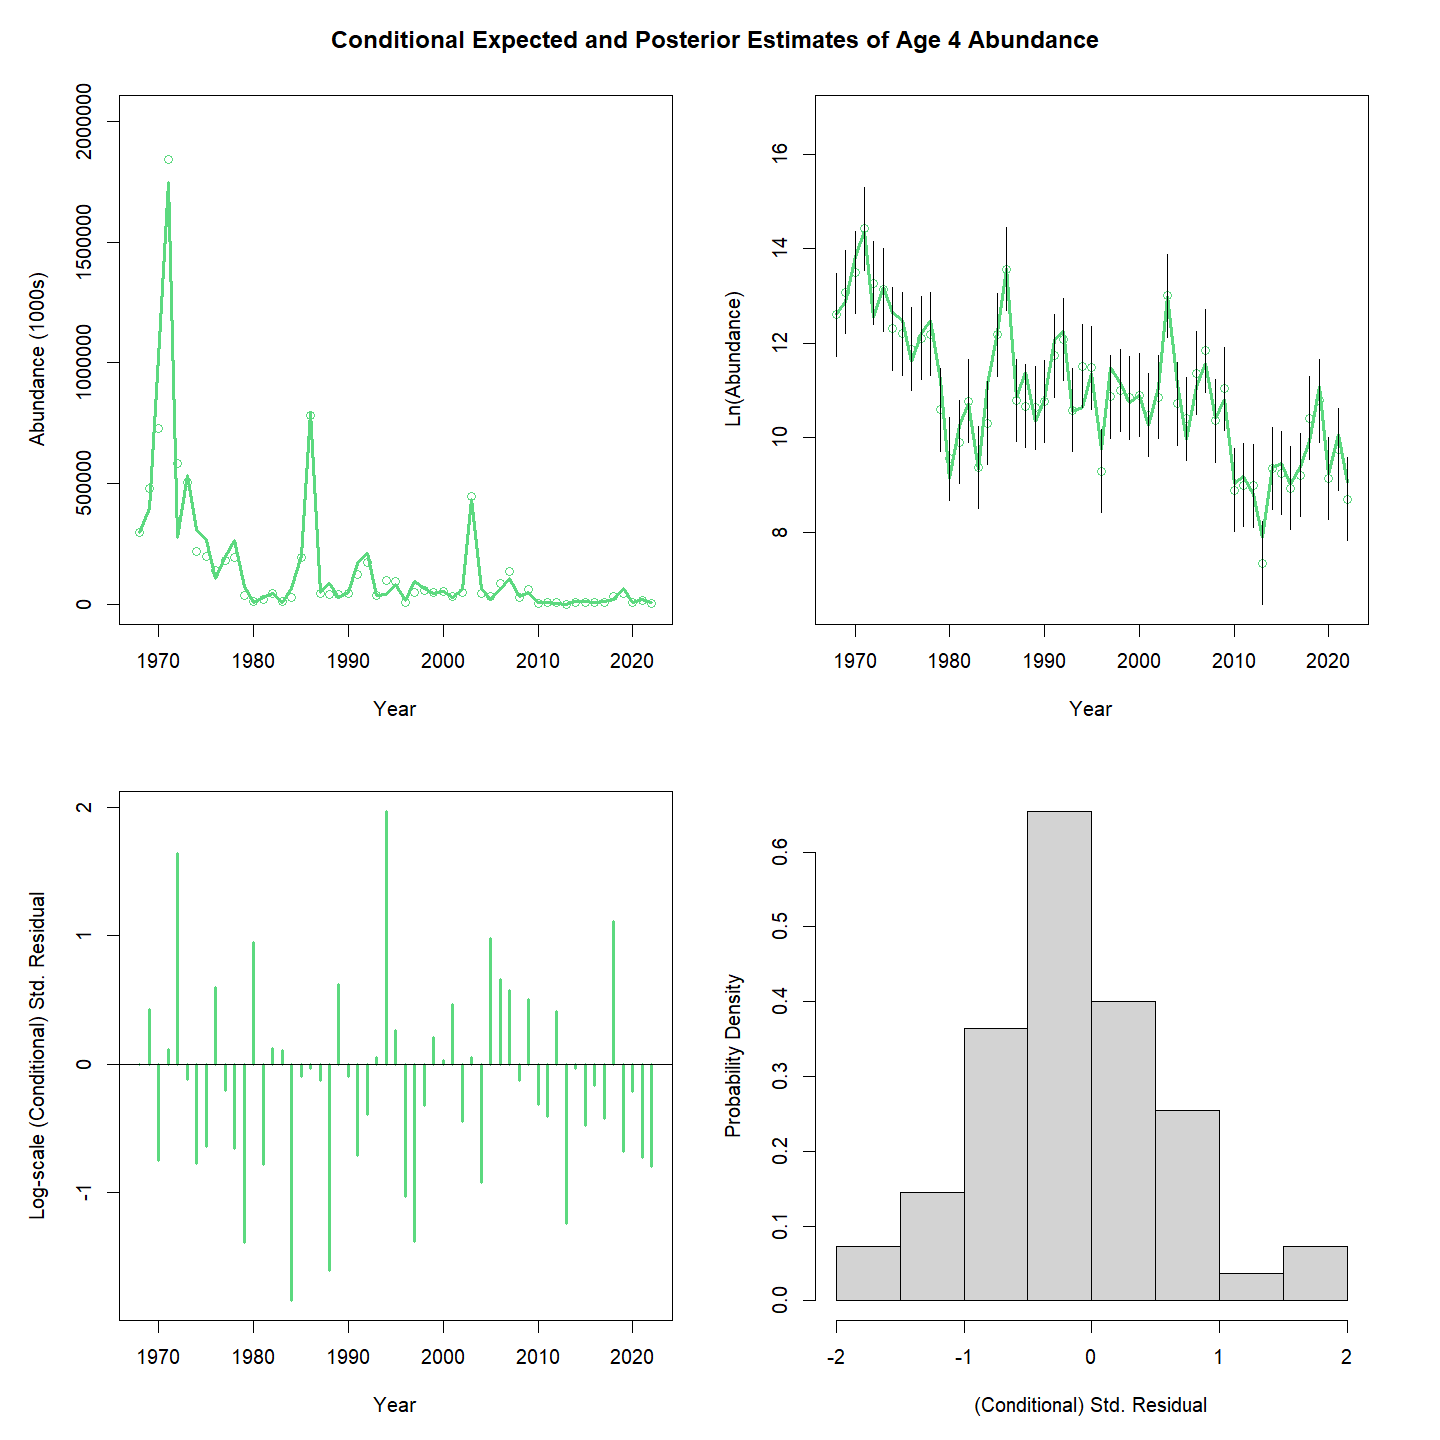 Conditional Expected and Posterior Estimates of Age 4 Abundance
Abundance (1000s)
2000000
1500000
1000000
500000
0
1970 1980 1990 2000 2010 2020
Year
Ln(Abundance)
16
14
12
10
8
1970 1980 1990 2000 2010 2020
Year
Log-scale (Conditional) Std. Residual
2
1
0
-1
1970 1980 1990 2000 2010 2020
Year
Probability Density
0.6
0.5
0.4
0.3
0.2
0.1
0.0
-2 -1 0 1 2
(Conditional) Std. Residual